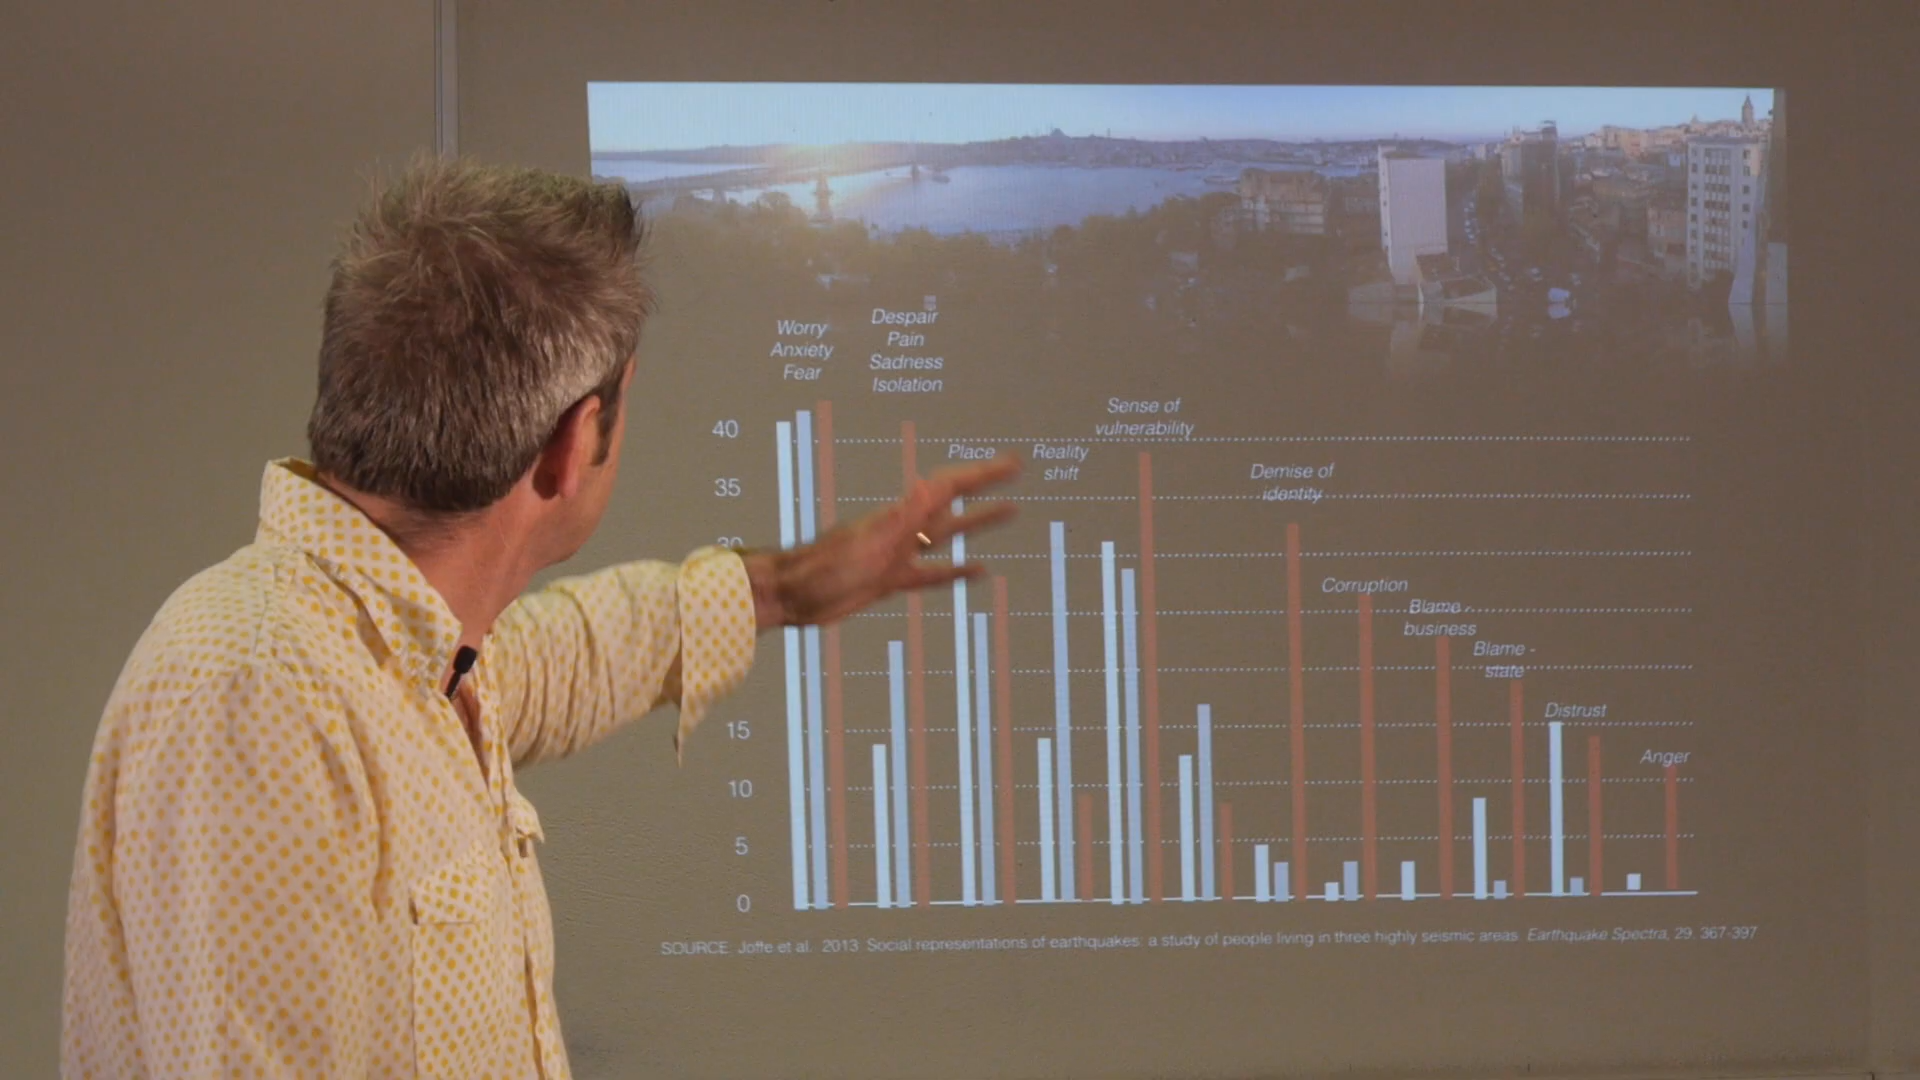 Worry
Anxiety
Fear
Despair
Pain
Sadness
Isolation
Place
Reality
shift
Sense of
vulnerability
Demise of
identity
Corruption
Blame -
business
Blame -
state
Distrust
Anger
40
35
30
15
10
5
0
SOURCE: Joffe et al. 2013 Social representations of earthquakes: a study of people living in three highly seismic areas Earthquake Spectra, 29, 367-397